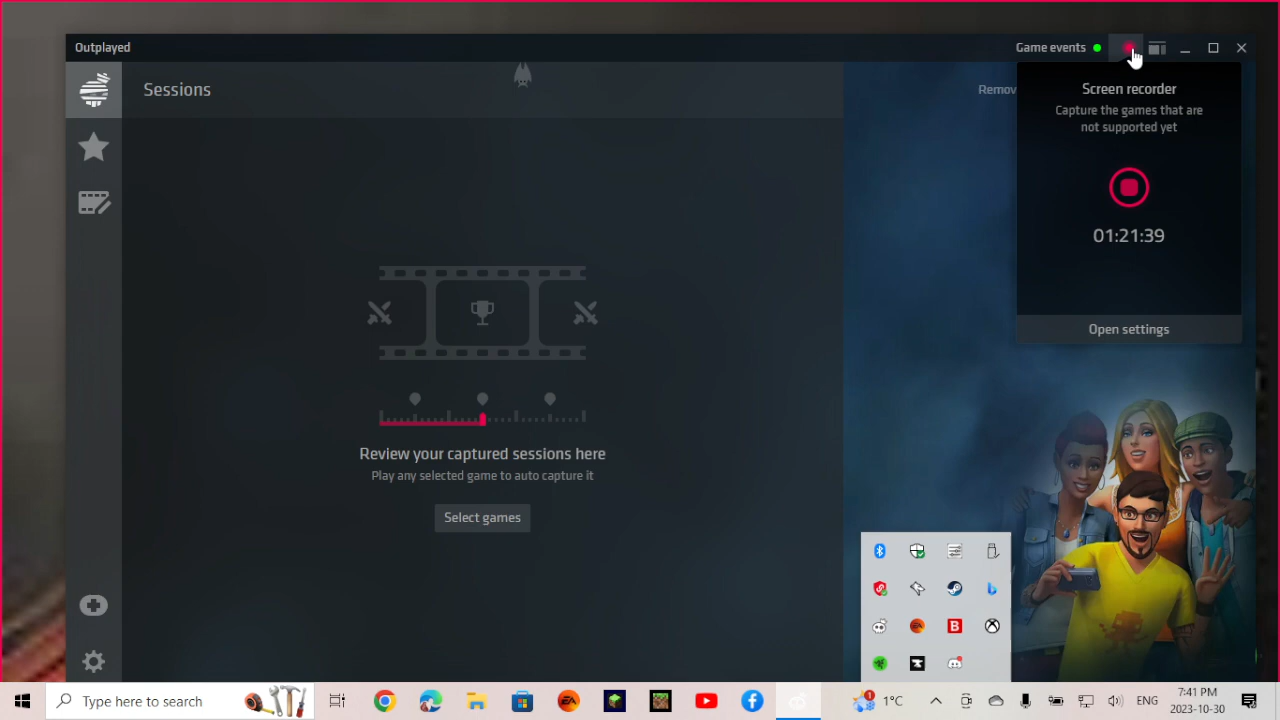 Outplayed
Game events
Sessions
Remov
Screen recorder
Capture the games that are
not supported yet
01:21:39
Open settings
Review your captured sessions here
Play any selected game to auto capture it
Select games
B
Type here to search
1
1°C
ENG
7:41 PM
2023-10-30